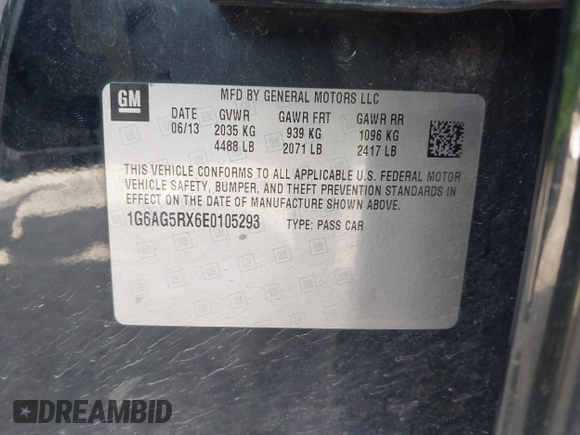 GM
MFD BY GENERAL MOTORS LLC
DATE GVWR GAWR FRT GAWR RR
06/13 2035 KG 939 KG 1096 KG
4488 LB 2071 LB 2417 LB
THIS VEHICLE CONFORMS TO ALL APPLICABLE U.S. FEDERAL MOTOR
VEHICLE SAFETY, BUMPER, AND THEFT PREVENTION STANDARDS IN
EFFECT ON THE DATE OF MANUFACTURE SHOWN ABOVE.
1G6AG5RX6E0105293 TYPE: PASS CAR
DREAMBID